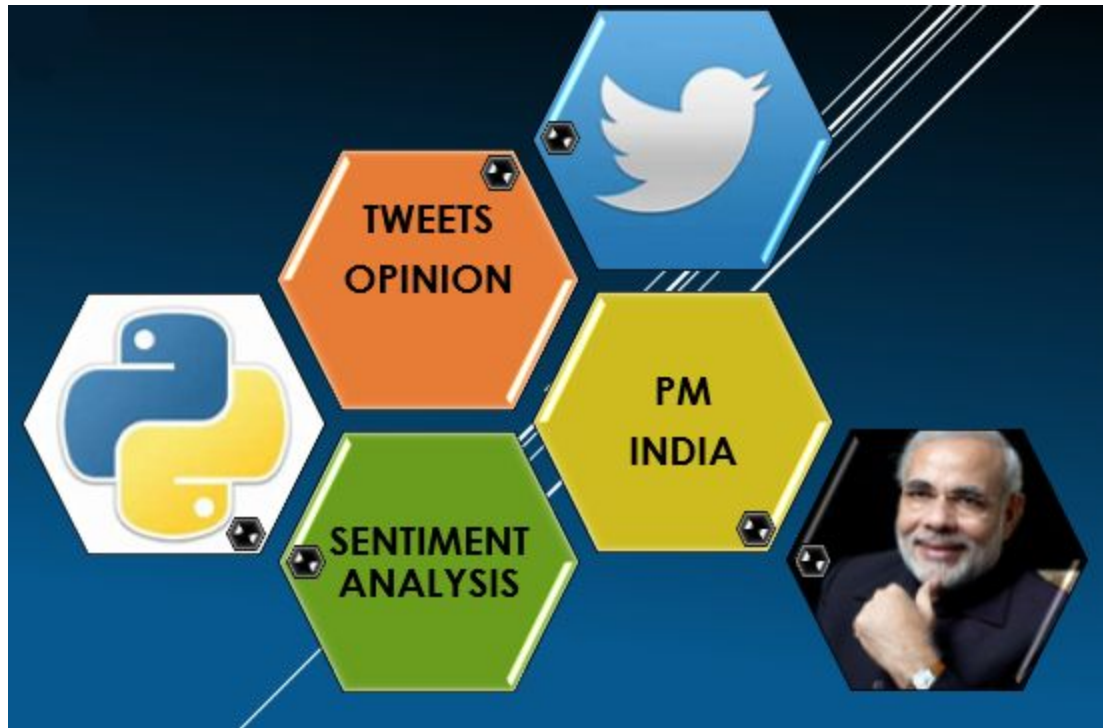 TWEETS
OPINION
PM
INDIA
SENTIMENT
ANALYSIS